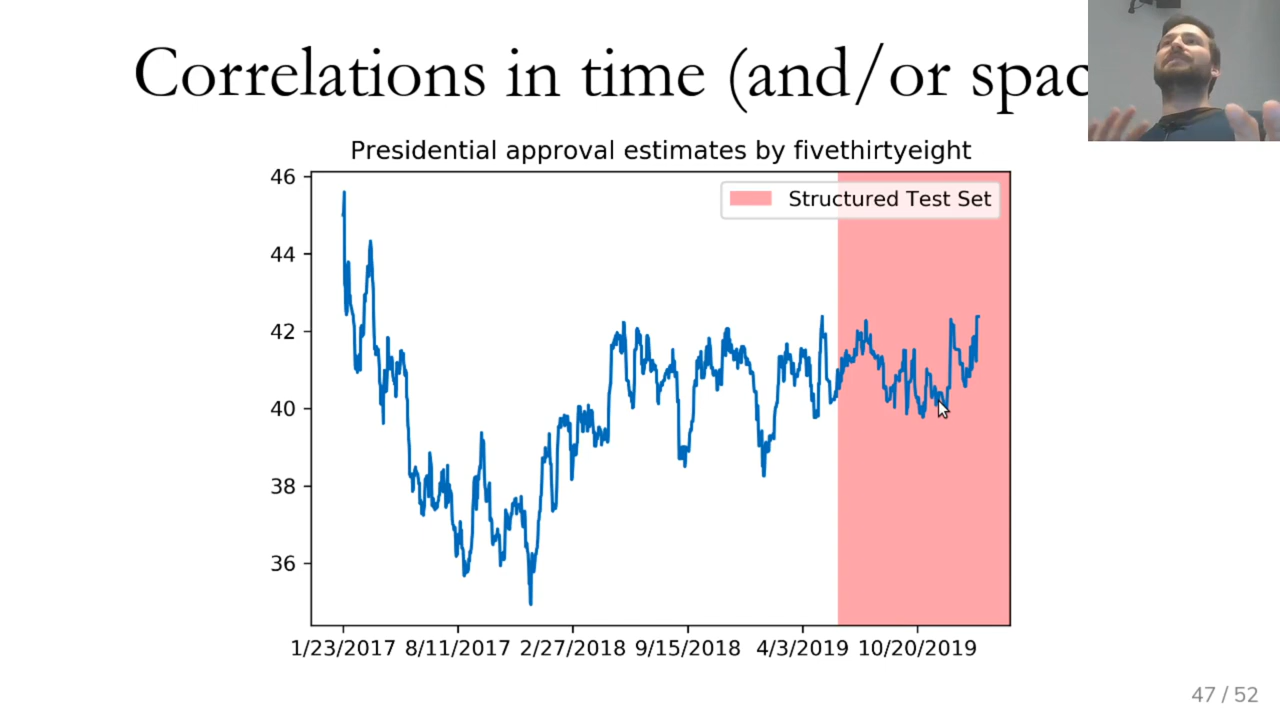 Correlations in time (and/or spac
Presidential approval estimates by fivethirtyeight
Structured Test Set
46
44
42
40
38
36
1/23/2017 8/11/2017 2/27/2018 9/15/2018 4/3/2019 10/20/2019
47 / 52